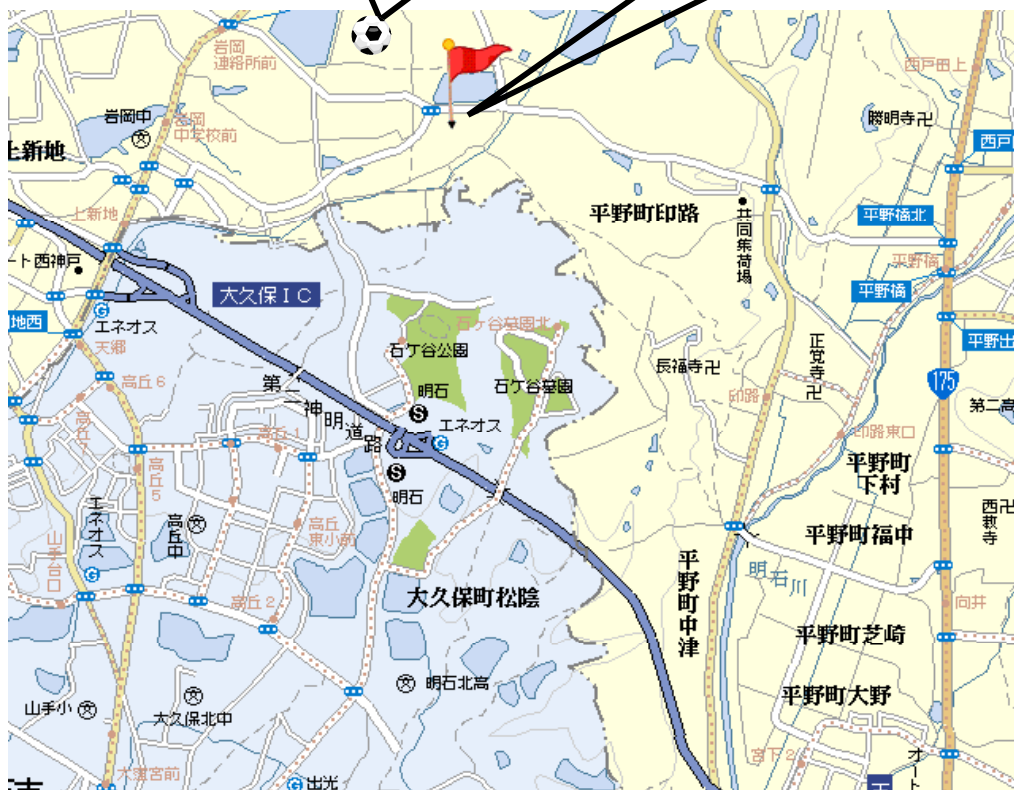 岩岡
連絡所前
西戸田上
岩岡中
岩岡
中学校前
勝明寺
上新地
西戸
上新地
平野町印路
共同集荷場
平野橋北
平野橋
ート西神戸
大久保IC
平野橋
地西
エネオス
石ケ谷墓園北
平野出
天郷
石ケ谷公園
正覚寺
長福寺
175
高丘6
第二神明道路
明石
石ケ谷墓園
印路
第二高
エネオス
高丘1
印路東口
高丘5
平野町
下村
明石
西教寺
エネオス
高丘中
高丘
東小前
平野町福中
山手台口
平野町中津
明石川
高丘2
大久保町松陰
向井
平野町芝崎
明石北高
平野町大野
山手小
大久保北中
宮下2
オート
大窪宮前
出光
市